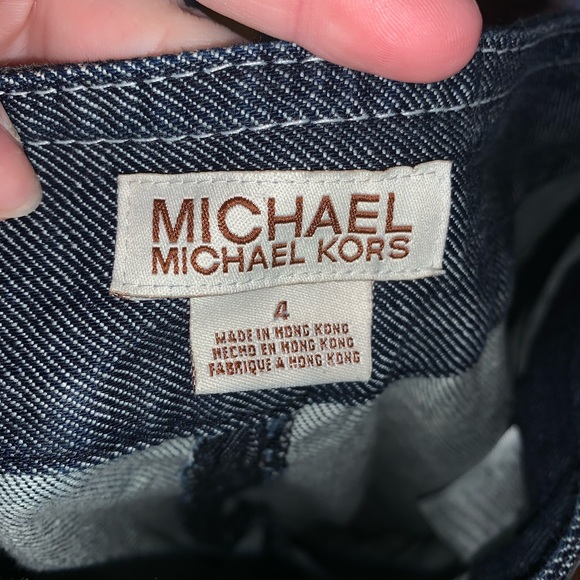 MICHAEL
MICHAEL KORS
4
MADE IN HONG KONG
HECHO EN HONG KONG
FABRIQUE A HONG KONG